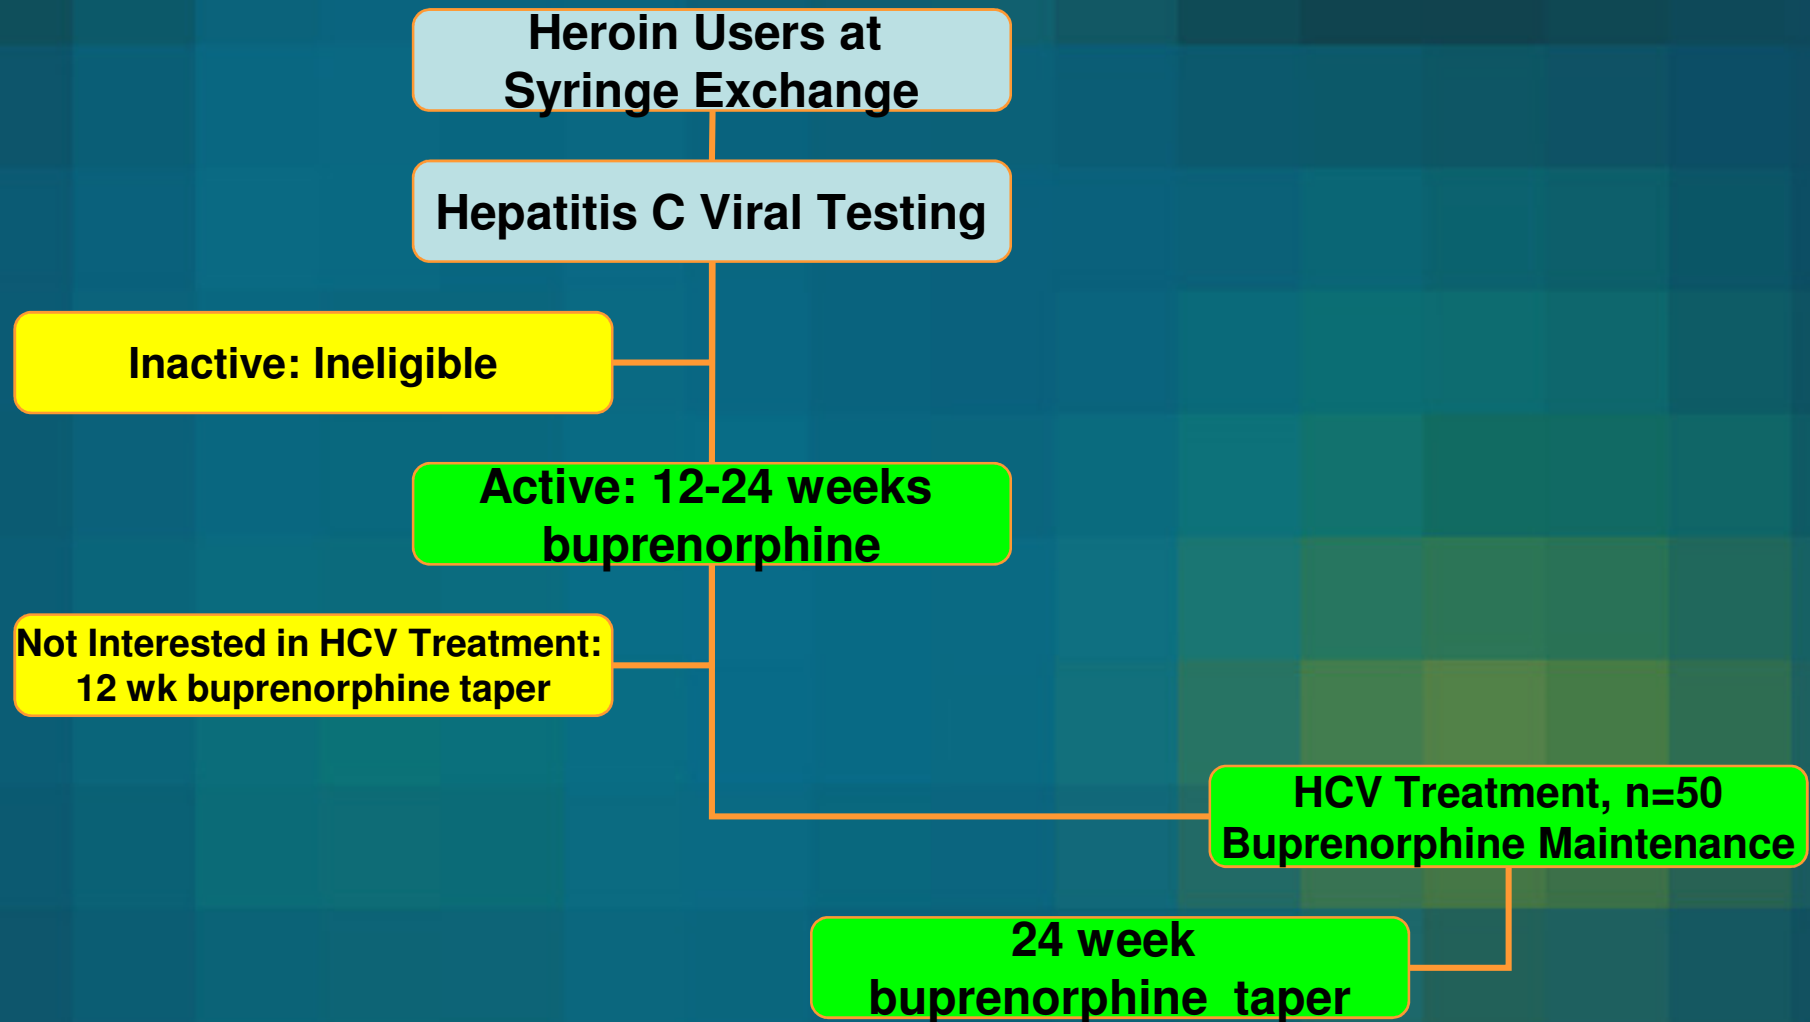 Heroin Users at
Syringe Exchange
Hepatitis C Viral Testing
Inactive: Ineligible
Active: 12-24 weeks
buprenorphine
Not Interested in HCV Treatment:
12 wk buprenorphine taper
HCV Treatment, n=50
Buprenorphine Maintenance
24 week
buprenorphine taper